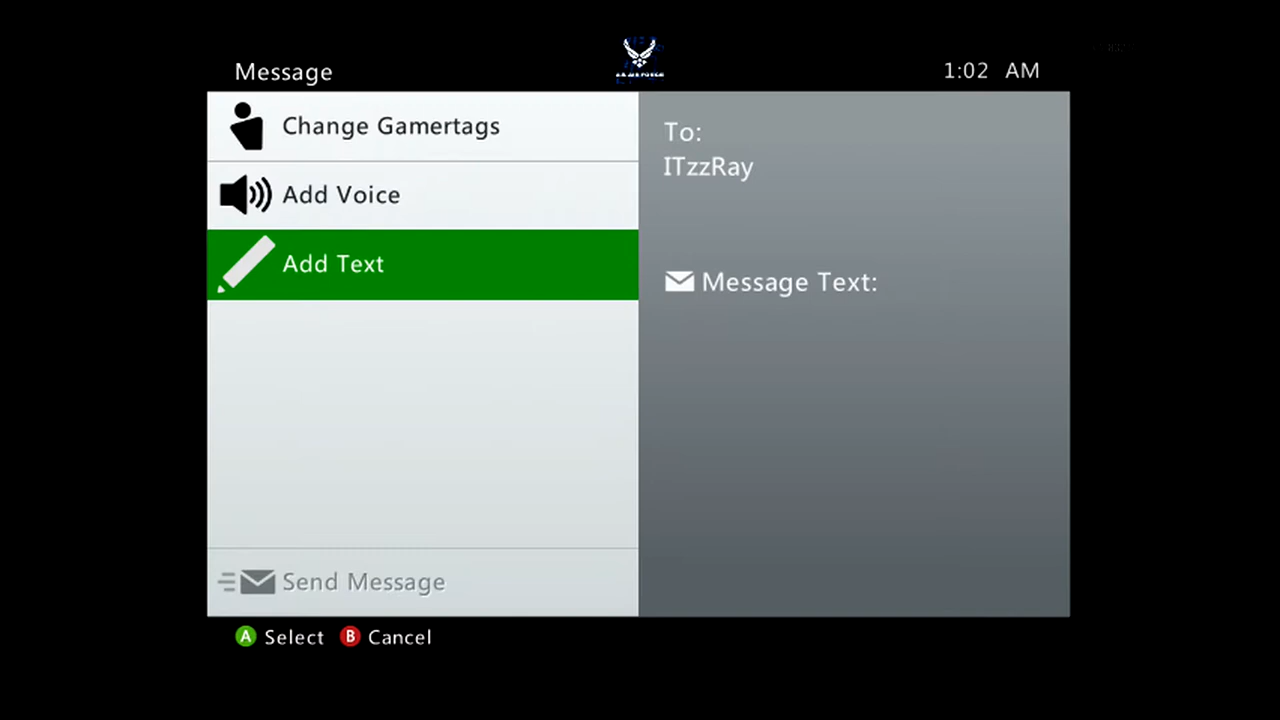 Message
1:02 AM
Change Gamertags
Add Voice
Add Text
Send Message
To:
ITzzRay
Message Text:
A Select B Cancel